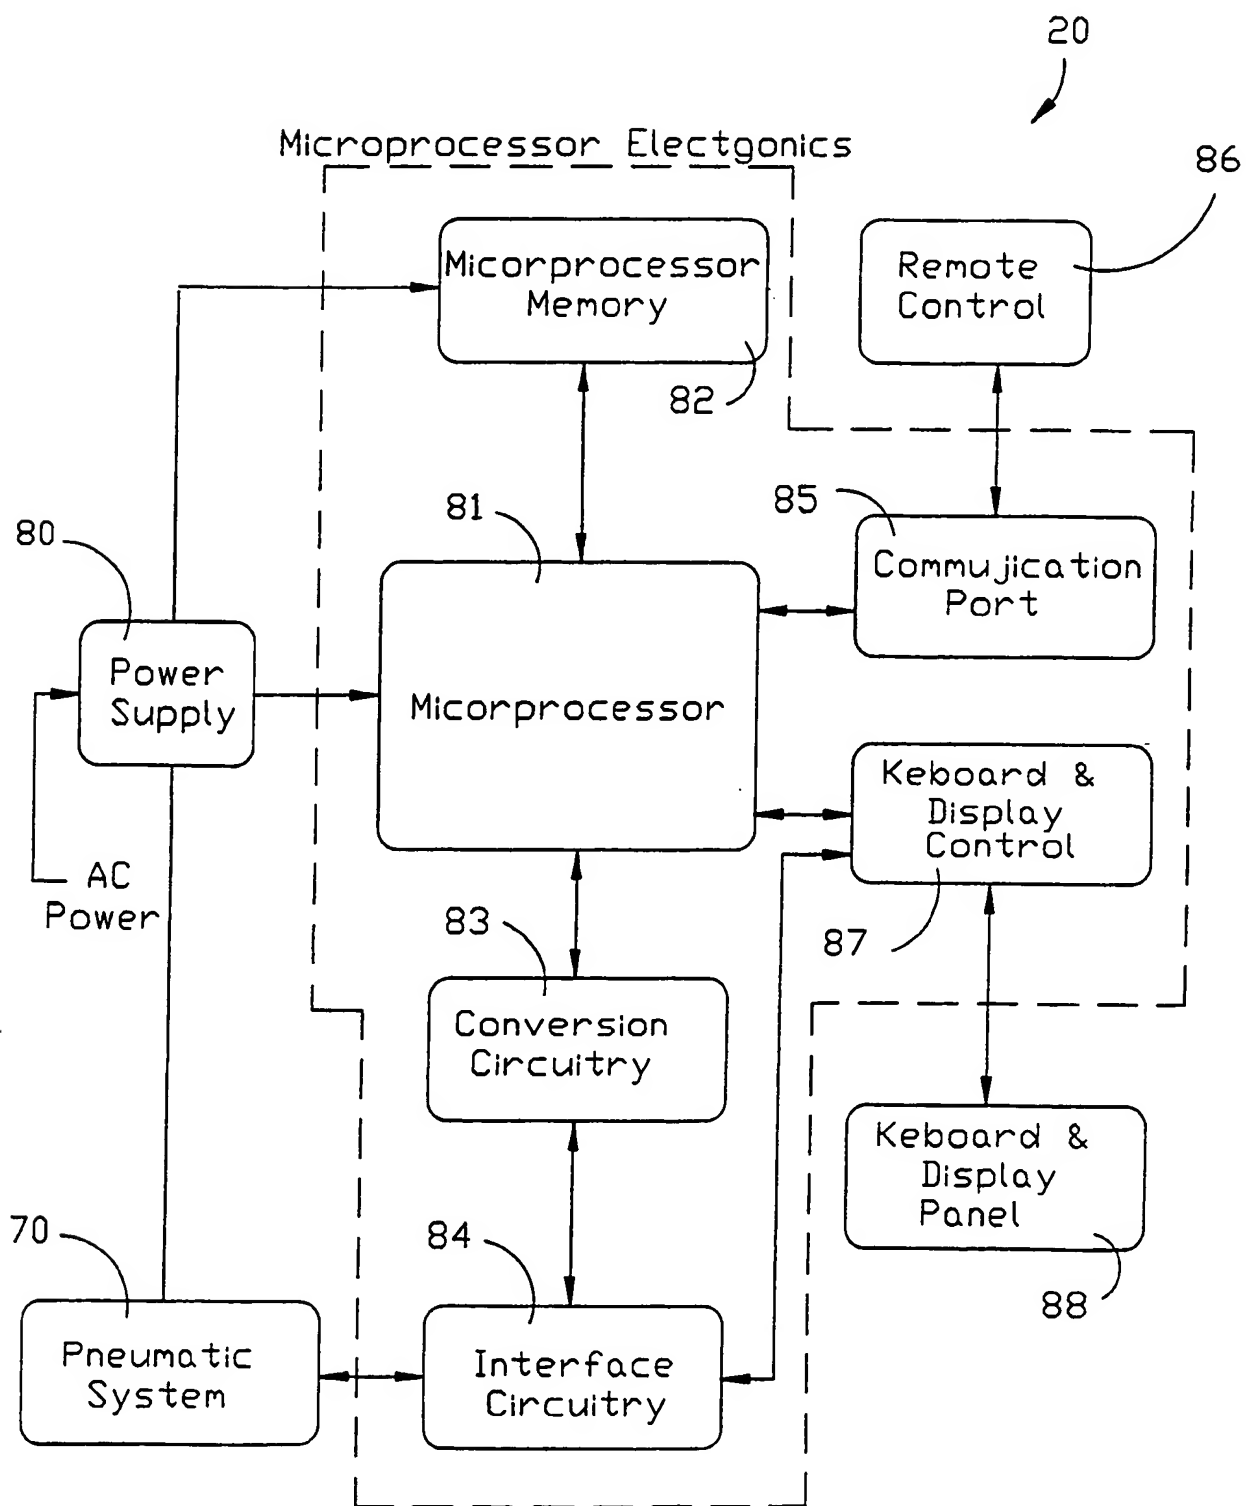 20
Microprocessor Electgonics
86
Micorprocessor
Memory
82
Remote
Control
81
85
80
Commujication
Port
Power
Supply
Micorprocessor
Keboard &
Display
Control
AC
Power
83
87
Conversion
Circuitry
Keboard &
Display
Panel
70
84
88
Pneumatic
System
Interface
Circuitry